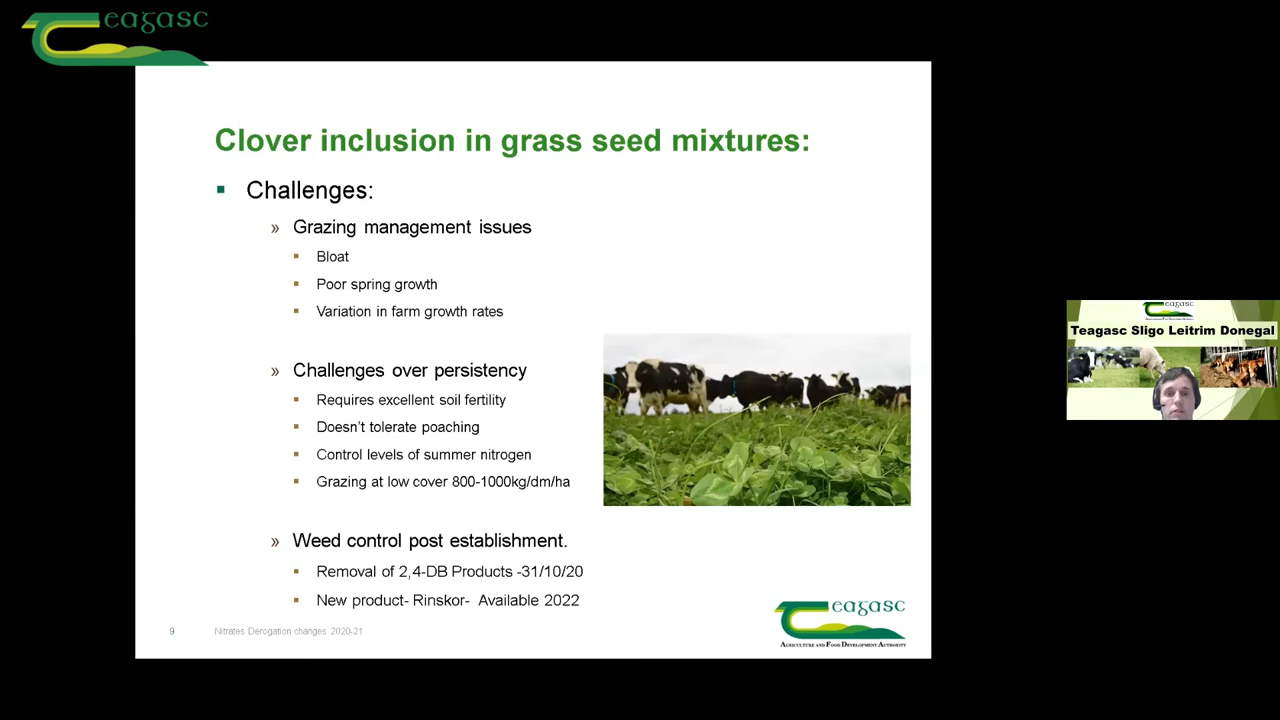 eagasc
Clover inclusion in grass seed mixtures:
Challenges:
» Grazing management issues
Bloat
Poor spring growth
Variation in farm growth rates
» Challenges over persistency
Requires excellent soil fertility
Doesn't tolerate poaching
Control levels of summer nitrogen
Grazing at low cover 800-1000kg/dm/ha
» Weed control post establishment.
Removal of 2,4-DB Products -31/10/20
New product- Rinskor- Available 2022
9
Nitrates Derogation changes 2020-21
eagasc
AGRICULTURE AND FOOD DEVELOPMENT AUTHORITY
eagasc
Teagasc Sligo Leitrim Donegal